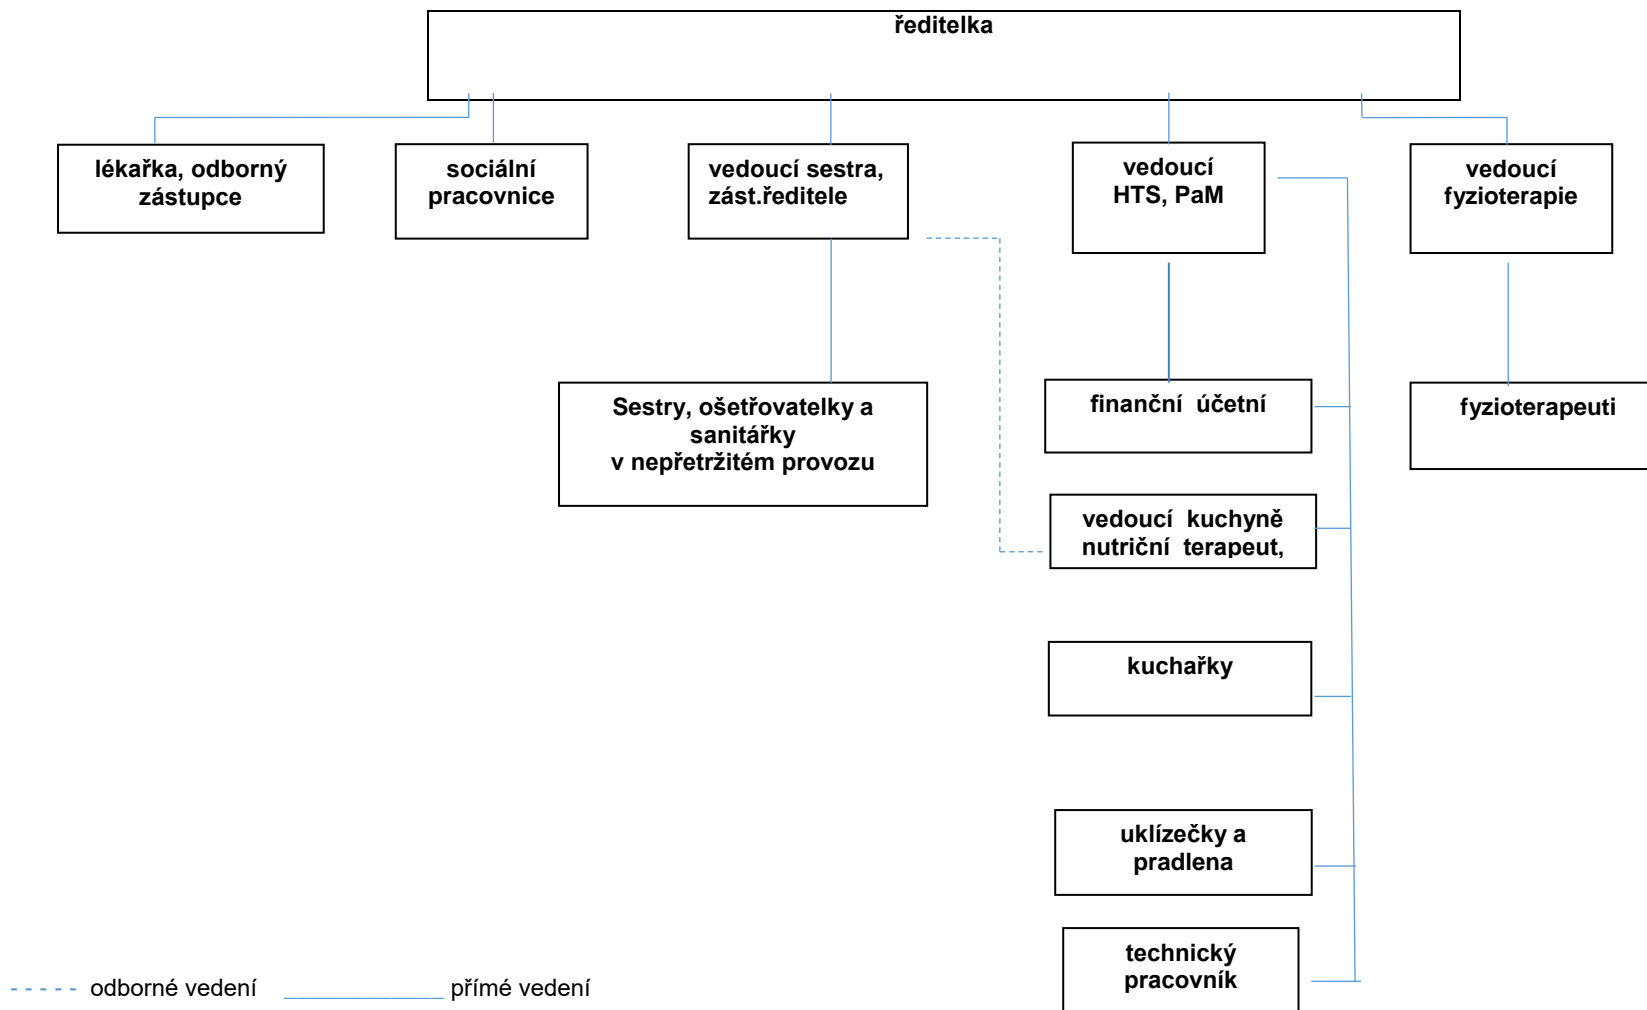 ředitelka
lékařka, odborný
zástupce
sociální
pracovnice
vedoucí sestra,
zást.ředitele
vedoucí
HTS, PaM
vedoucí
fyzioterapie
Sestry, ošetřovatelky a
sanitářky
v nepřetržitém provozu
finanční účetní
fyzioterapeuti
vedoucí kuchyně
nutriční terapeut,
kuchařky
uklízečky a
pradlena
technický
pracovník
odborné vedení
přímé vedení